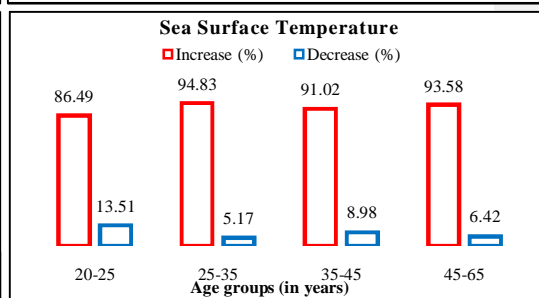 Sea Surface Temperature
Increase (%) Decrease (%)
86.49 94.83 91.02 93.58
13.51 5.17 8.98 6.42
20-25 25-35 35-45 45-65
Age groups (in years)